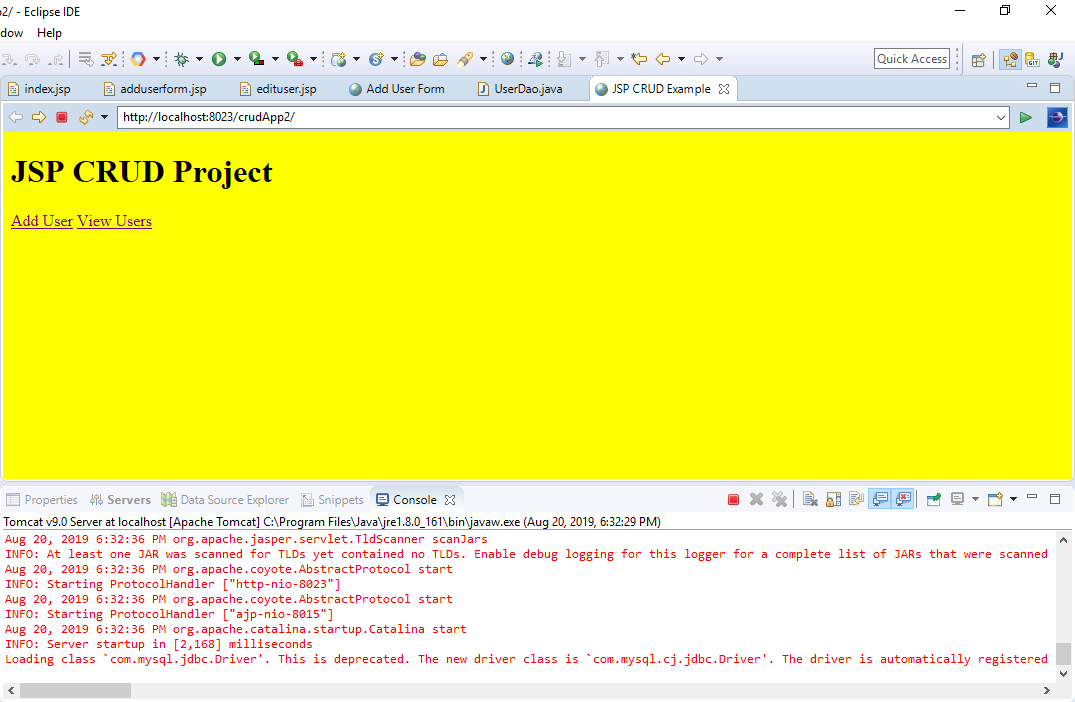 2/ - Eclipse IDE
dow Help
Quick Access
index.jsp adduserform.jsp edituser.jsp Add User Form UserDao.java JSP CRUD Example
http://localhost:8023/crudApp2/
JSP CRUD Project
Add User View Users
Properties Servers Data Source Explorer Snippets Console
Tomcat v9.0 Server at localhost [Apache Tomcat] C:\Program Files\Java\jre1.8.0_161\bin\javaw.exe (Aug 20, 2019, 6:32:29 PM)
Aug 20, 2019 6:32:36 PM org.apache.jasper.servlet.TldScanner scanJars
INFO: At least one JAR was scanned for TLDs yet contained no TLDs. Enable debug logging for this logger for a complete list of JARs that were scanned
Aug 20, 2019 6:32:36 PM org.apache.coyote.AbstractProtocol start
INFO: Starting ProtocolHandler ["http-nio-8023"]
Aug 20, 2019 6:32:36 PM org.apache.coyote.AbstractProtocol start
INFO: Starting ProtocolHandler ["ajp-nio-8015"]
Aug 20, 2019 6:32:36 PM org.apache.catalina.startup.Catalina start
INFO: Server startup in [2,168] milliseconds
Loading class `com.mysql.jdbc.Driver'. This is deprecated. The new driver class is `com.mysql.cj.jdbc.Driver'. The driver is automatically registered